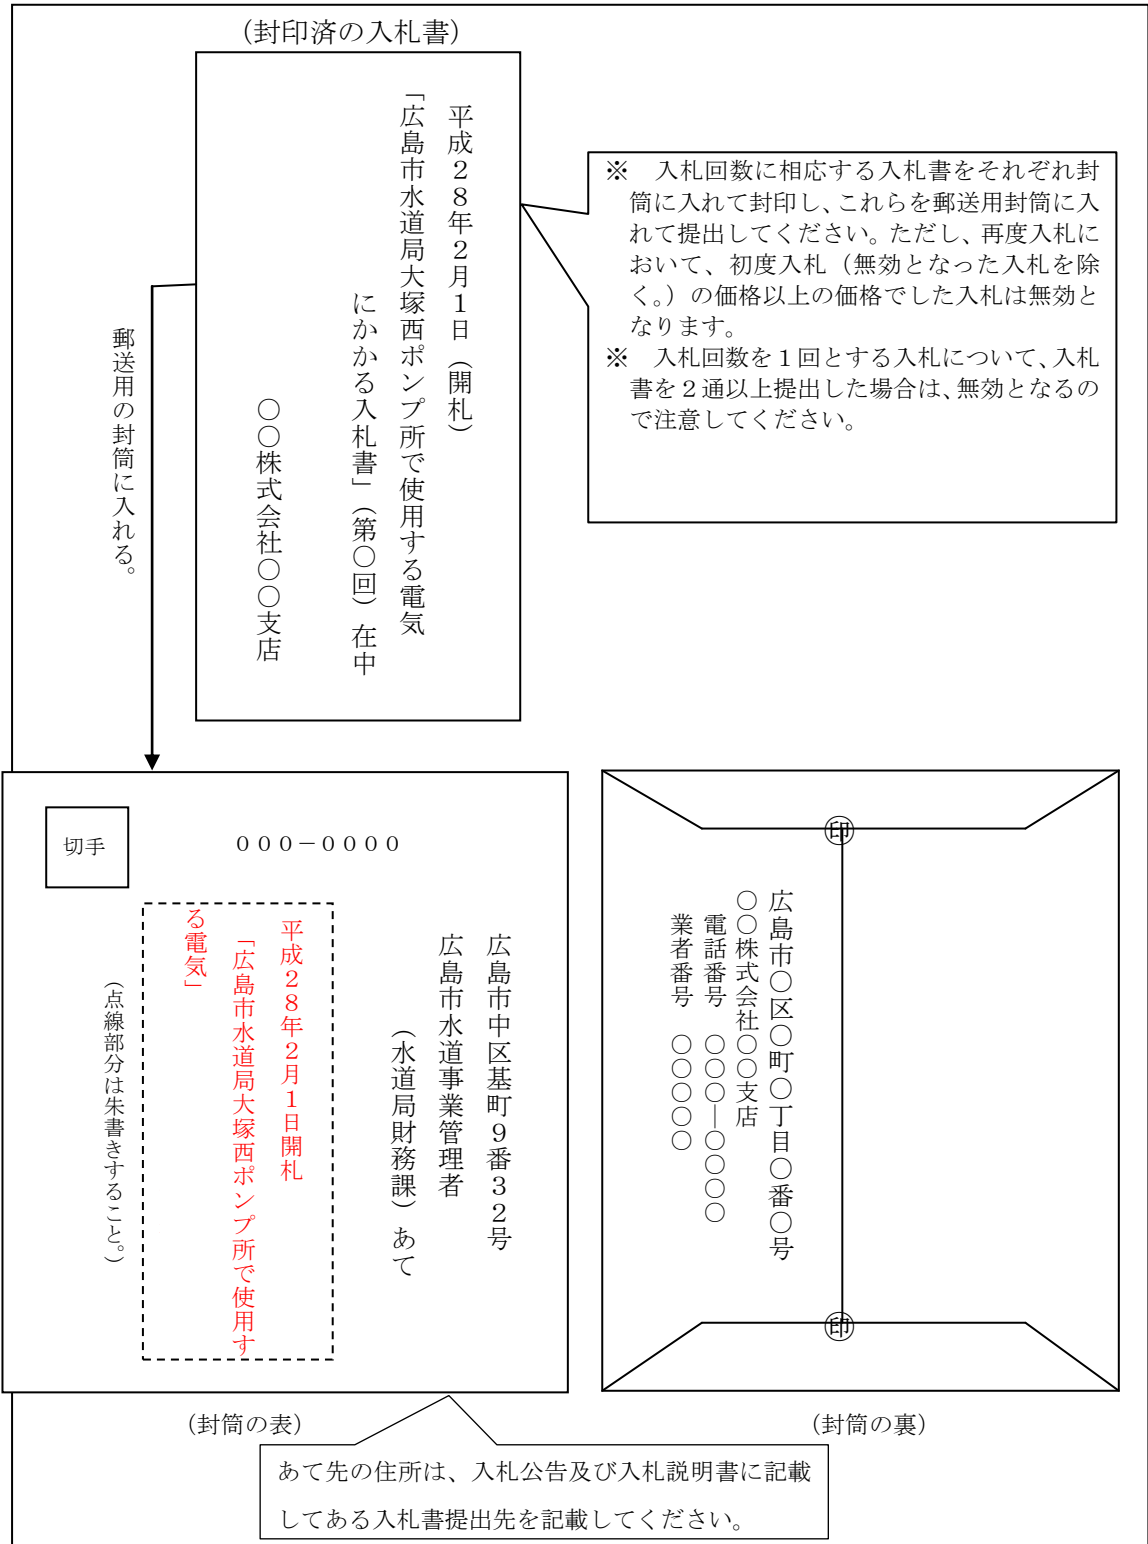 （封印済の入札書）
平成２８年２月１日（開札）
「広島市水道局大塚西ポンプ所で使用する電気
にかかる入札書」（第〇回）在中
〇〇株式会社〇〇支店
※　入札回数に相応する入札書をそれぞれ封
筒に入れて封印し、これらを郵送用封筒に入
れて提出してください。ただし、再度入札に
おいて、初度入札（無効となった入札を除
く。）の価格以上の価格でした入札は無効と
なります。
※　入札回数を１回とする入札について、入札
書を２通以上提出した場合は、無効となるの
で注意してください。
郵送用の封筒に入れる。
切手
０００－００００
広島市中区基町９番３２号
広島市水道事業管理者
（水道局財務課）あて
平成２８年２月１日開札
「広島市水道局大塚西ポンプ所で使用す
る電気」
（点線部分は朱書きすること。）
（封筒の表）
㊞
広島市〇区〇町〇丁目〇番〇号
〇〇株式会社〇〇支店
電話番号　〇〇〇―〇〇〇〇
業者番号　〇〇〇〇〇
㊞
（封筒の裏）
あて先の住所は、入札公告及び入札説明書に記載
してある入札書提出先を記載してください。